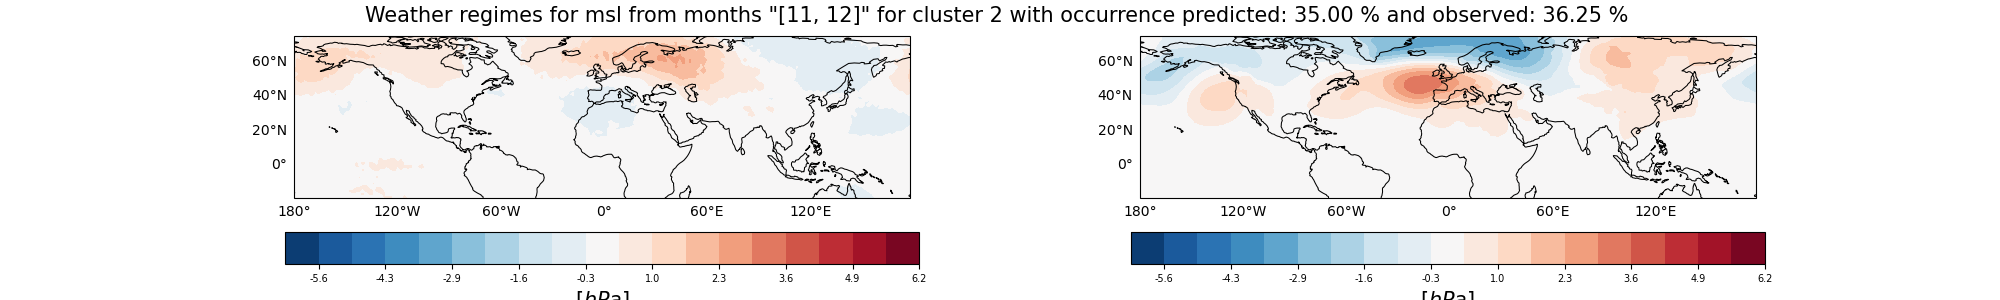 Weather regimes for msl from months "[11, 12]" for cluster 2 with occurrence predicted: 35.00 % and observed: 36.25 %
60°N
40°N
20°N
0°
180° 120°W 60°W 0° 60°E 120°E
-5.6 -4.3 -2.9 -1.6 -0.3 1.0 2.3 3.6 4.9 6.2
[hPa]
60°N
40°N
20°N
0°
180° 120°W 60°W 0° 60°E 120°E
-5.6 -4.3 -2.9 -1.6 -0.3 1.0 2.3 3.6 4.9 6.2
[hPa]